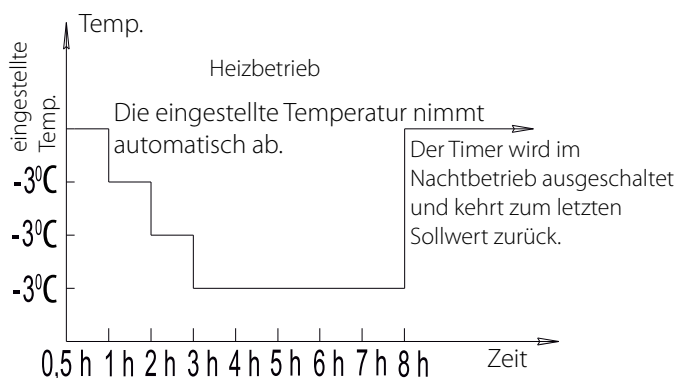 Temp.
eingestellte
Temp.
Heizbetrieb
Die eingestellte Temperatur nimmt
automatisch ab.
Der Timer wird im
Nachtbetrieb ausgeschaltet
und kehrt zum letzten
Sollwert zurück.
-3⁰C
-3⁰C
-3⁰C
0,5 h 1 h 2 h 3 h 4 h 5 h 6 h 7 h 8 h
Zeit